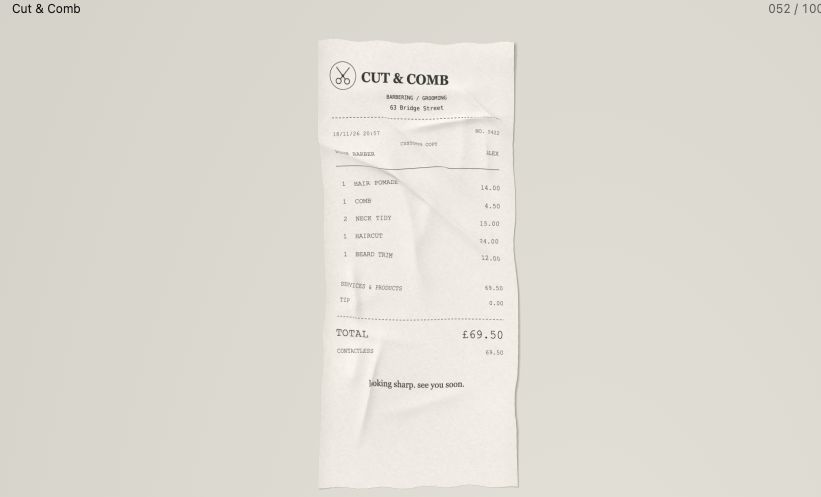 Cut & Comb
052 / 100
CUT & COMB
BARBERING / GROOMING
63 Bridge Street
18/11/26 20:57 NO.
CUSTOMER COPY
BARBER ALEX
1 HAIR POMADE 14.00
1 COMB 4.50
2 NECK TIDY 15.00
1 HAIRCUT 24.00
1 BEARD TRIM 12.00
SERVICES & PRODUCTS 69.50
TIP 0.00
TOTAL £69.50
CONTACTLESS 69.50
looking sharp. see you soon.